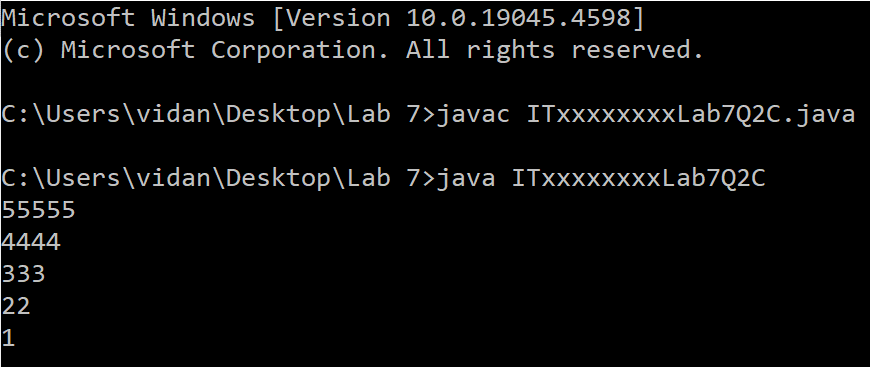 Microsoft Windows [Version 10.0.19045.4598]
(c) Microsoft Corporation. All rights reserved.
C:\Users\vidan\Desktop\Lab 7>javac ITxxxxxxxxLab7Q2C.java
C:\Users\vidan\Desktop\Lab 7>java ITxxxxxxxxLab7Q2C
55555
4444
333
22
1